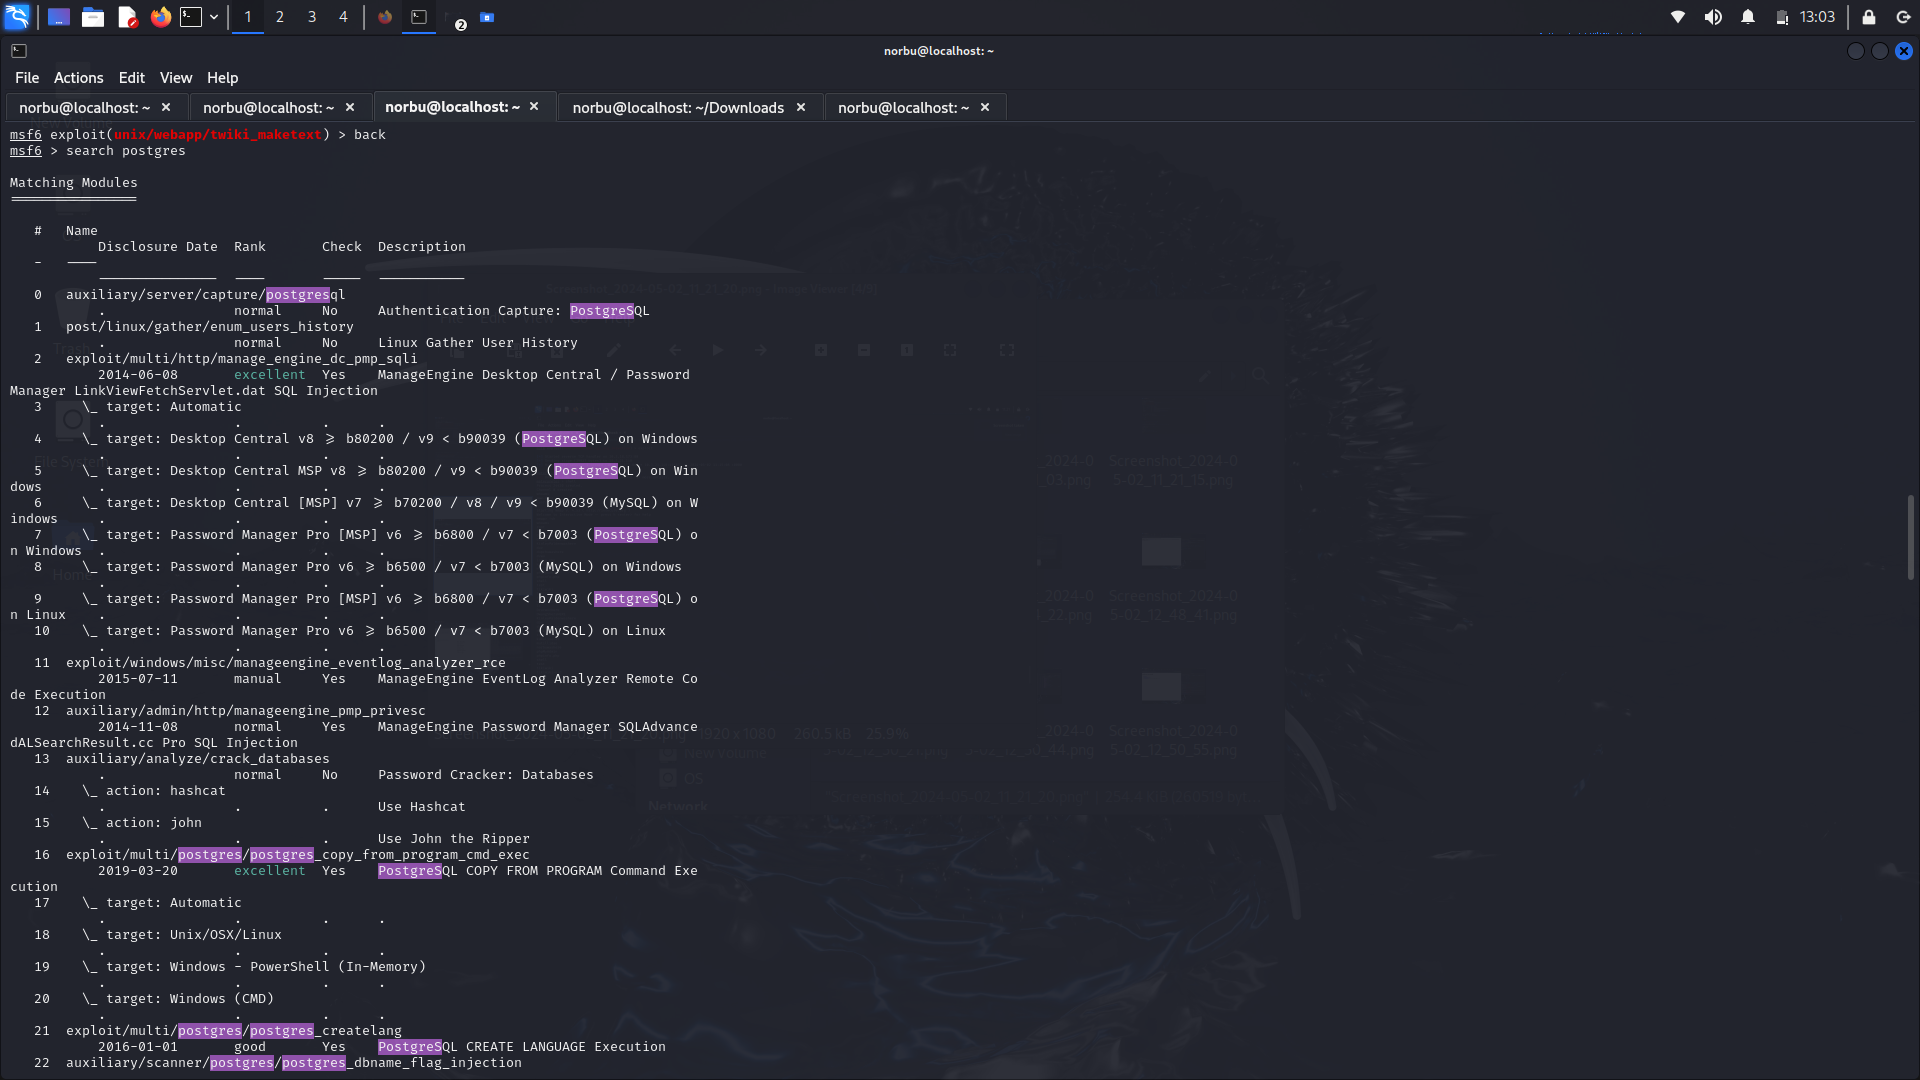 1 2 3 4 2 13:03
norbu@localhost: ~
File Actions Edit View Help
norbu@localhost: ~ × norbu@localhost: ~ × norbu@localhost: ~ × norbu@localhost: ~/Downloads × norbu@localhost: ~ ×
msf6 exploit(unix/webapp/twiki_maketext) > back
msf6 > search postgres
Matching Modules
================
# Name
Disclosure Date Rank Check Description
- ----
--------------- ---- ----- -----------
0 auxiliary/server/capture/postgresql
. normal No Authentication Capture: PostgreSQL
1 post/linux/gather/enum_users_history
. normal No Linux Gather User History
2 exploit/multi/http/manage_engine_dc_pmp_sqli
2014-06-08 excellent Yes ManageEngine Desktop Central / Password
Manager LinkViewFetchServlet.dat SQL Injection
3 \_ target: Automatic
. . . .
4 \_ target: Desktop Central v8 >= b80200 / v9 < b90039 (PostgreSQL) on Windows
. . . .
5 \_ target: Desktop Central MSP v8 >= b80200 / v9 < b90039 (PostgreSQL) on Win
dows . . . .
6 \_ target: Desktop Central [MSP] v7 >= b70200 / v8 / v9 < b90039 (MySQL) on W
indows . . . .
7 \_ target: Password Manager Pro [MSP] v6 >= b6800 / v7 < b7003 (PostgreSQL) o
n Windows . . . .
8 \_ target: Password Manager Pro v6 >= b6500 / v7 < b7003 (MySQL) on Windows
. . . .
9 \_ target: Password Manager Pro [MSP] v6 >= b6800 / v7 < b7003 (PostgreSQL) o
n Linux . . . .
10 \_ target: Password Manager Pro v6 >= b6500 / v7 < b7003 (MySQL) on Linux
. . . .
11 exploit/windows/misc/manageengine_eventlog_analyzer_rce
2015-07-11 manual Yes ManageEngine EventLog Analyzer Remote Co
de Execution
12 auxiliary/admin/http/manageengine_pmp_privesc
2014-11-08 normal Yes ManageEngine Password Manager SQLAdvance
dALSearchResult.cc Pro SQL Injection
13 auxiliary/analyze/crack_databases
. normal No Password Cracker: Databases
14 \_ action: hashcat
. . . Use Hashcat
15 \_ action: john
. . . Use John the Ripper
16 exploit/multi/postgres/postgres_copy_from_program_cmd_exec
2019-03-20 excellent Yes PostgreSQL COPY FROM PROGRAM Command Exe
cution
17 \_ target: Automatic
. . . .
18 \_ target: Unix/OSX/Linux
. . . .
19 \_ target: Windows - PowerShell (In-Memory)
. . . .
20 \_ target: Windows (CMD)
. . . .
21 exploit/multi/postgres/postgres_createlang
2016-01-01 good Yes PostgreSQL CREATE LANGUAGE Execution
22 auxiliary/scanner/postgres/postgres_dbname_flag_injection